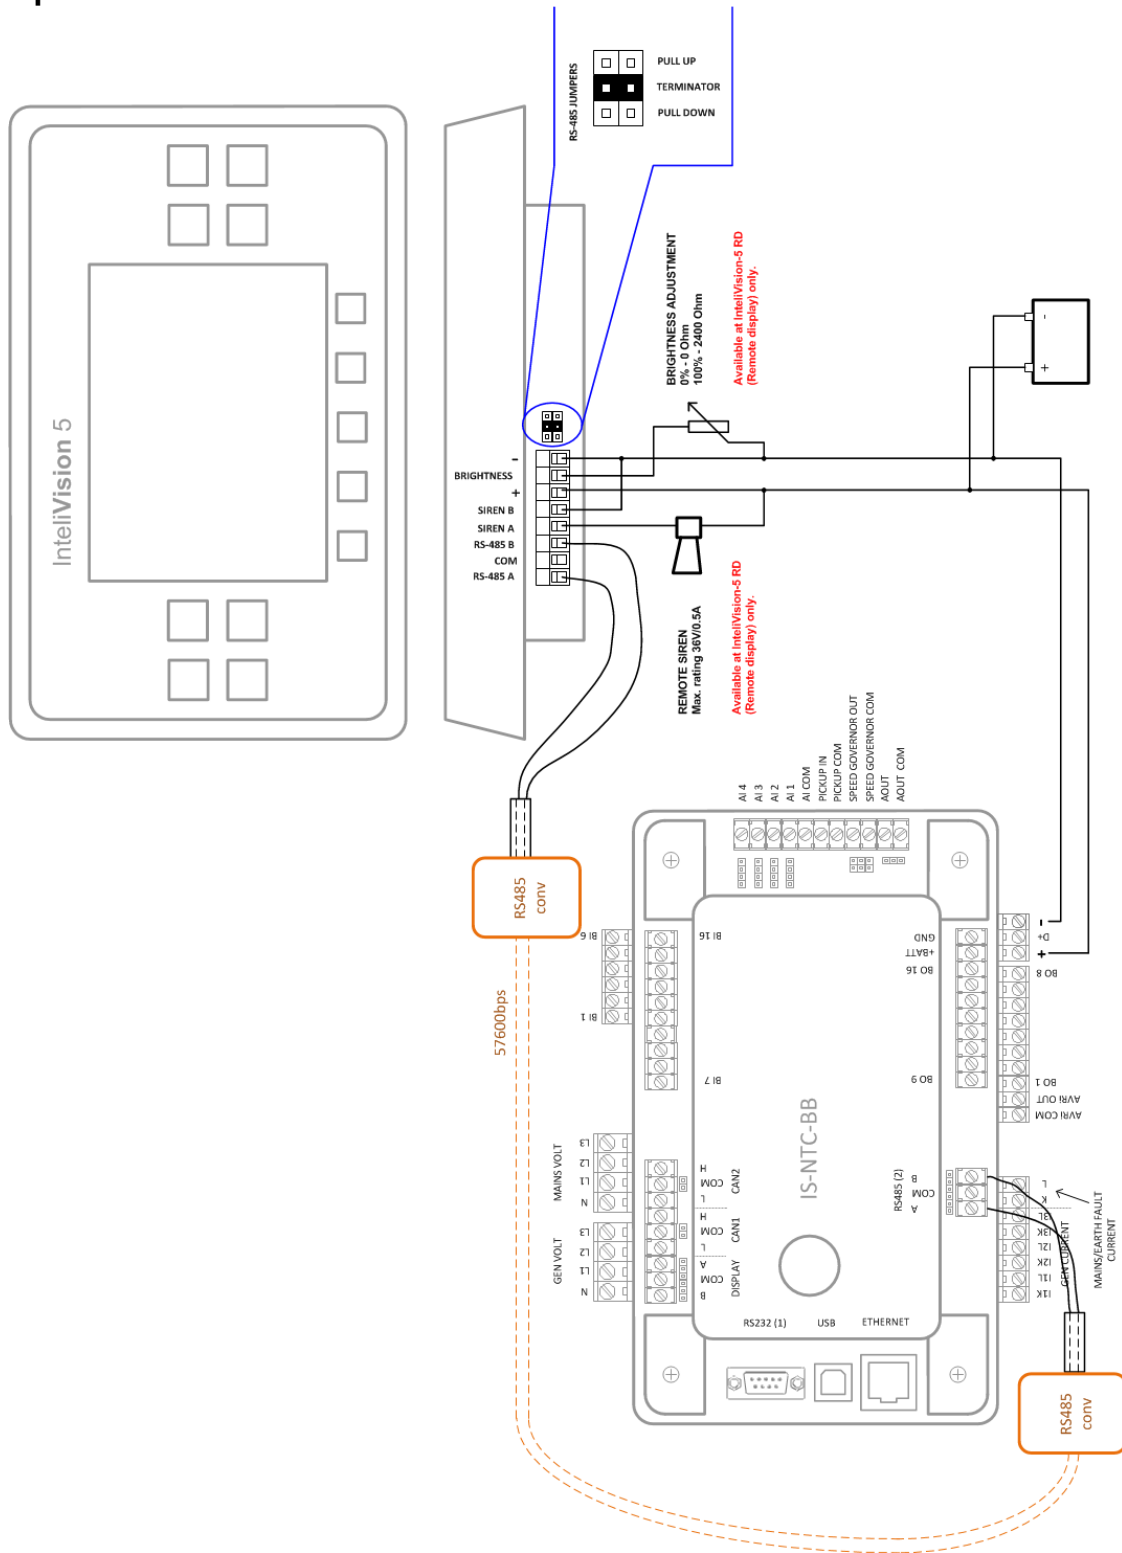 RS-485 JUMPERS
PULL UP
TERMINATOR
PULL DOWN
InteliVision 5
BRIGHTNESS ADJUSTMENT
0% - 0 Ohm
100% - 2400 Ohm
Available at InteliVision-5 RD
(Remote display) only.
-
+
-
BRIGHTNESS
+
SIREN B
SIREN A
RS-485 B
COM
RS-485 A
REMOTE SIREN
Max. rating 36V/0.5A
Available at InteliVision-5 RD
(Remote display) only.
AI 4
AI 3
AI 2
AI 1
AI COM
PICKUP IN
PICKUP COM
SPEED GOVERNOR OUT
SPEED GOVERNOR COM
AOUT
AOUT COM
RS485
conv
57600bps
BI 6
BI 1
BI 16
BI 7
GND
+BATT
BO 16
BO 9
-
D+
+
BO 8
BO 1
AVRi OUT
AVRi COM
IS-NTC-BB
MAINS VOLT
L3
L2
L1
N
GEN VOLT
L3
L2
L1
N
H
COM
L
CAN2
H
COM
L
CAN1
A
COM
B
DISPLAY
RS485 (2)
B
COM
A
L
K
I3L
I3K
I2L
I2K
I1L
I1K
GEN CURRENT
MAINS/EARTH FAULT
CURRENT
RS232 (1)
USB
ETHERNET
RS485
conv